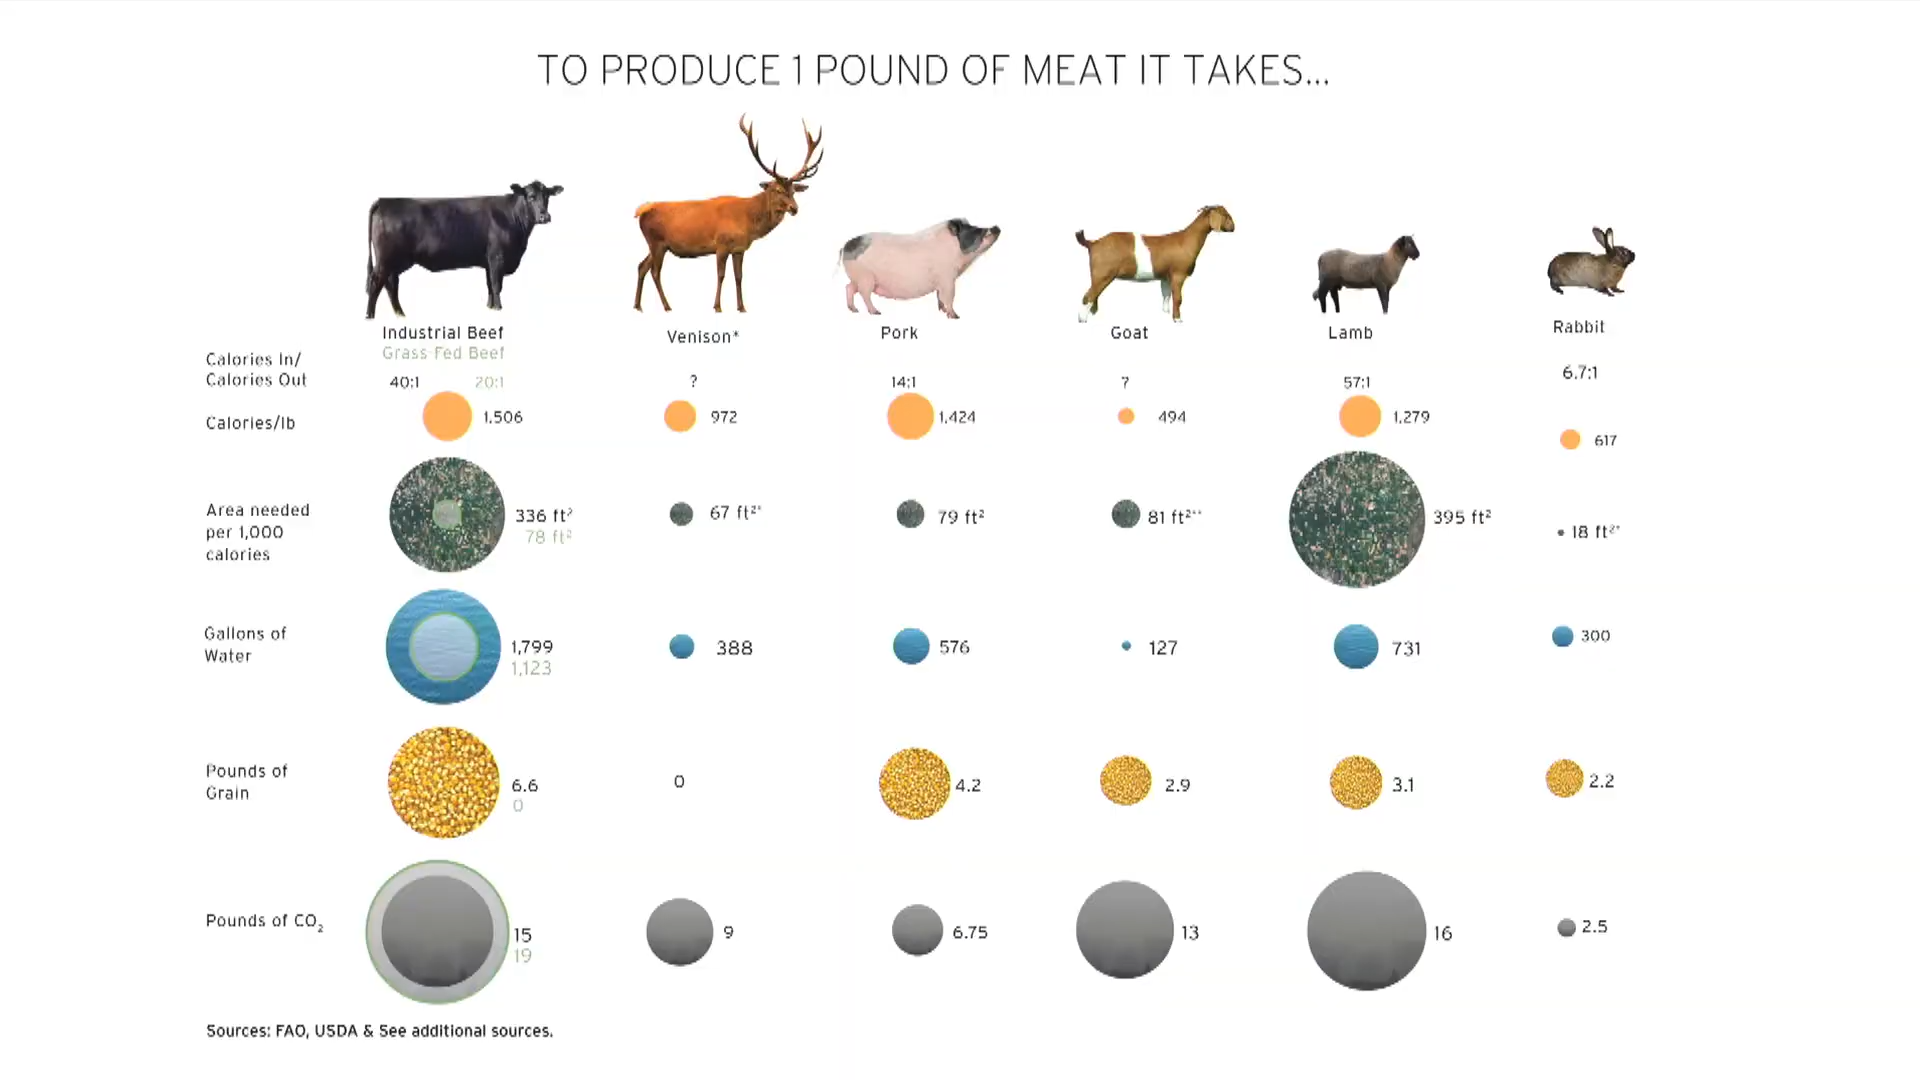 TO PRODUCE 1 POUND OF MEAT IT TAKES...
Industrial Beef
Grass Fed Beef
Venison*
Pork
Goat
Lamb
Rabbit
Calories In/
Calories Out
40:1 20:1 ? 14:1 ? 57:1 6.7:1
Calories/lb
1,506 972 1,424 494 1,279 617
Area needed
per 1,000
calories
336 ft² 67 ft²* 79 ft² 81 ft²** 395 ft² 18 ft²*
78 ft²
Gallons of
Water
1,799 388 576 127 731 300
1,123
Pounds of
Grain
6.6 0 4.2 2.9 3.1 2.2
0
Pounds of CO₂
15 9 6.75 13 16 2.5
19
Sources: FAO, USDA & See additional sources.